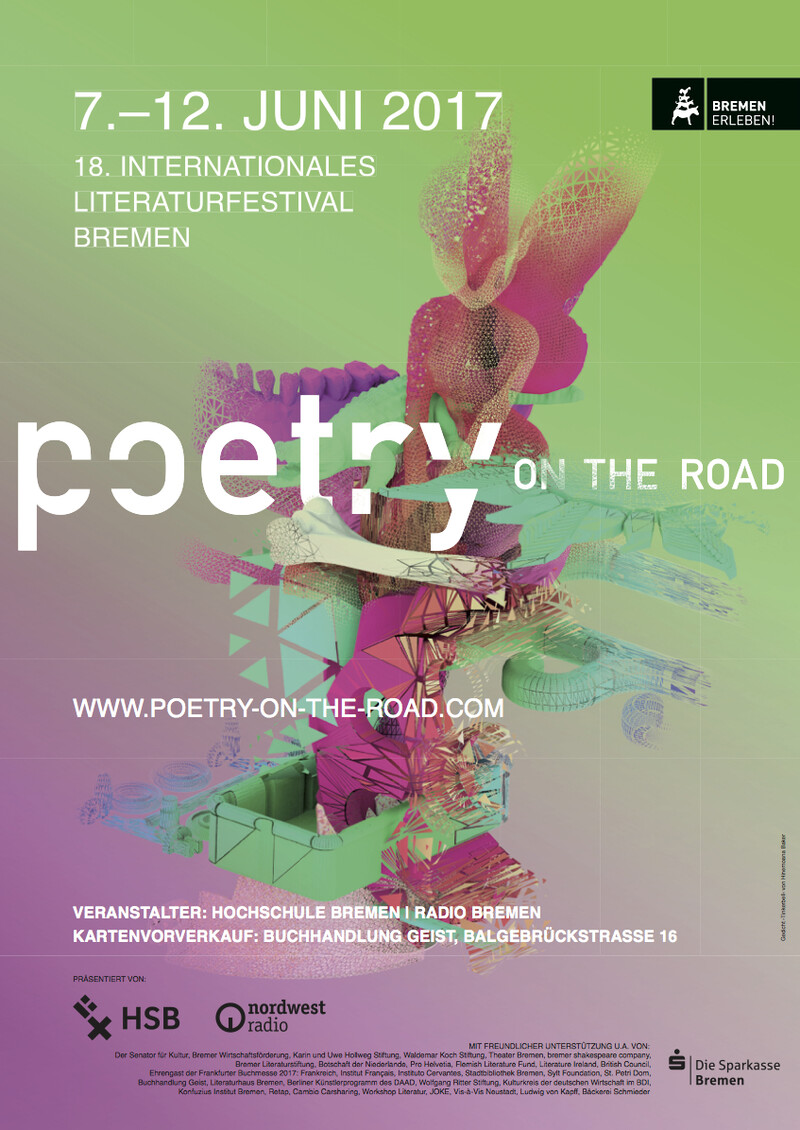 7.–12. JUNI 2017
18. INTERNATIONALES
LITERATURFESTIVAL
BREMEN
BREMEN
ERLEBEN!
poetry ON THE ROAD
WWW.POETRY-ON-THE-ROAD.COM
VERANSTALTER: HOCHSCHULE BREMEN I RADIO BREMEN
KARTENVORVERKAUF: BUCHHANDLUNG GEIST, BALGEBRÜCKSTRASSE 16
PRÄSENTIERT VON:
HSB
nordwest
radio
MIT FREUNDLICHER UNTERSTÜTZUNG U.A. VON:
Der Senator für Kultur, Bremer Wirtschaftsförderung, Karin und Uwe Hollweg Stiftung, Waldemar Koch Stiftung, Theater Bremen, bremer shakespeare company,
Bremer Literaturstiftung, Botschaft der Niederlande, Pro Helvetia, Flemish Literature Fund, Literature Ireland, British Council,
Ehrengast der Frankfurter Buchmesse 2017: Frankreich, Institut Français, Instituto Cervantes, Stadtbibliothek Bremen, Sylt Foundation, St. Petri Dom,
Buchhandlung Geist, Literaturhaus Bremen, Berliner Künstlerprogramm des DAAD, Wolfgang Ritter Stiftung, Kulturkreis der deutschen Wirtschaft im BDI,
Konfuzius Institut Bremen, Retap, Cambio Carsharing, Workshop Literatur, JOKE, Vis-à-Vis Neustadt, Ludwig von Kapff, Bäckerei Schmieder
Die Sparkasse
Bremen